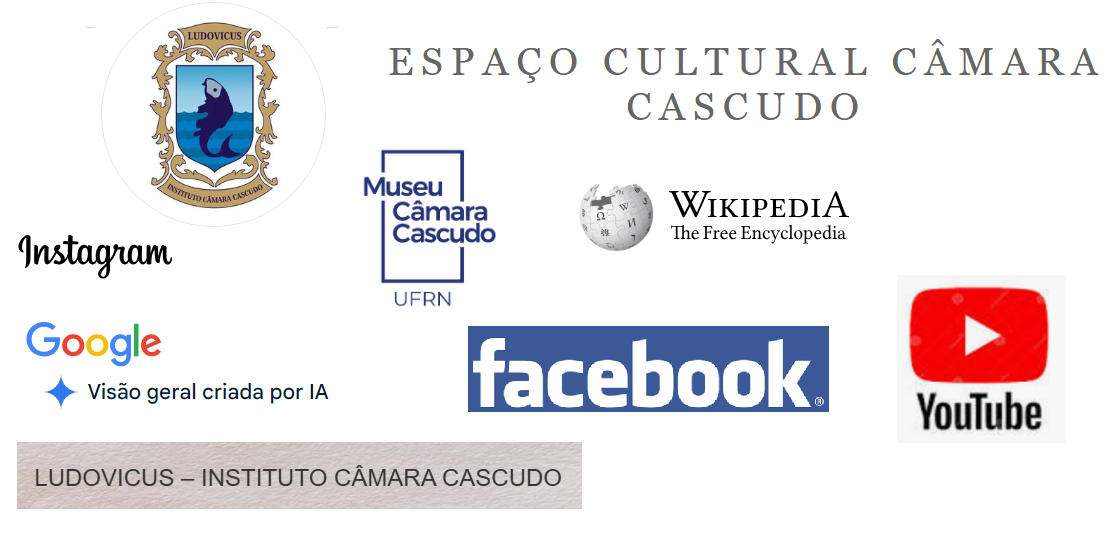 LUDOVICUS
INSTITUTO CÂMARA CASCUDO
ESPAÇO CULTURAL CÂMARA
CASCUDO
Museu
Câmara
Cascudo
UFRN
WIKIPEDIA
The Free Encyclopedia
Instagram
Google
Visão geral criada por IA
facebook®
YouTube
LUDOVICUS – INSTITUTO CÂMARA CASCUDO